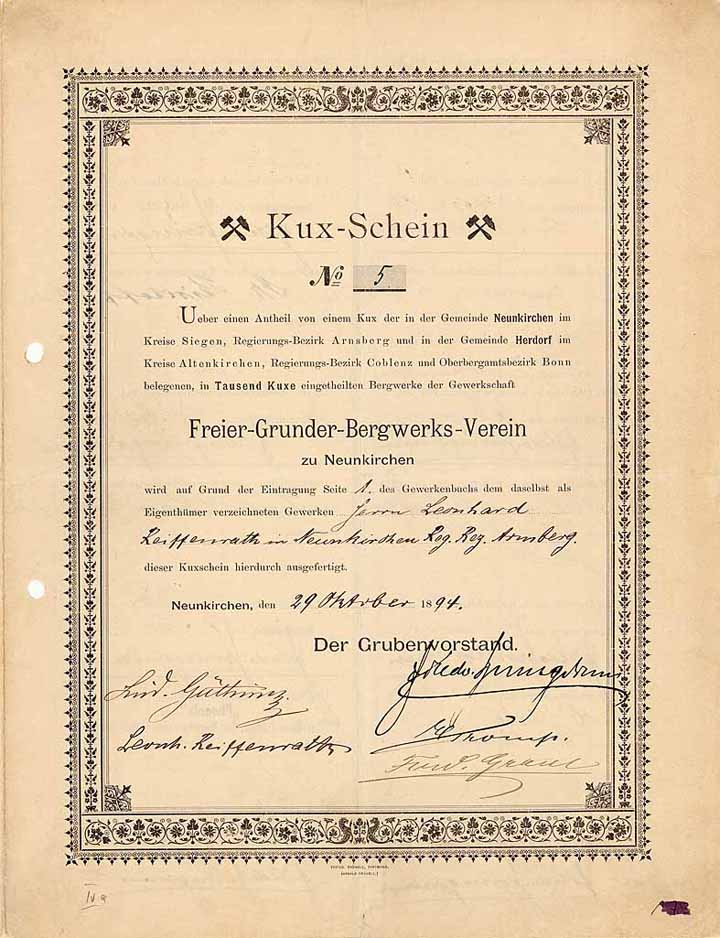 Kux-Schein
No 5
Ueber einen Antheil von einem Kux der in der Gemeinde Neunkirchen im
Kreise Siegen, Regierungs-Bezirk Arnsberg und in der Gemeinde Herdorf im
Kreise Altenkirchen, Regierungs-Bezirk Coblenz und Oberbergamtsbezirk Bonn
belegenen, in Tausend Kuxe eingetheilten Bergwerke der Gewerkschaft
Freier-Grunder-Bergwerks-Verein
zu Neunkirchen
wird auf Grund der Eintragung Seite 1. des Gewerkenbuchs dem daselbst als
Eigenthümer verzeichneten Gewerken Herrn Leonhard
Reiffenrath in Neunkirchen Reg. Bez. Arnsberg.
dieser Kuxschein hierdurch ausgefertigt.
Neunkirchen, den 29 Oktober 1894.
Der Grubenvorstand.
Leonh. Reiffenrath
Ferd.
IV a